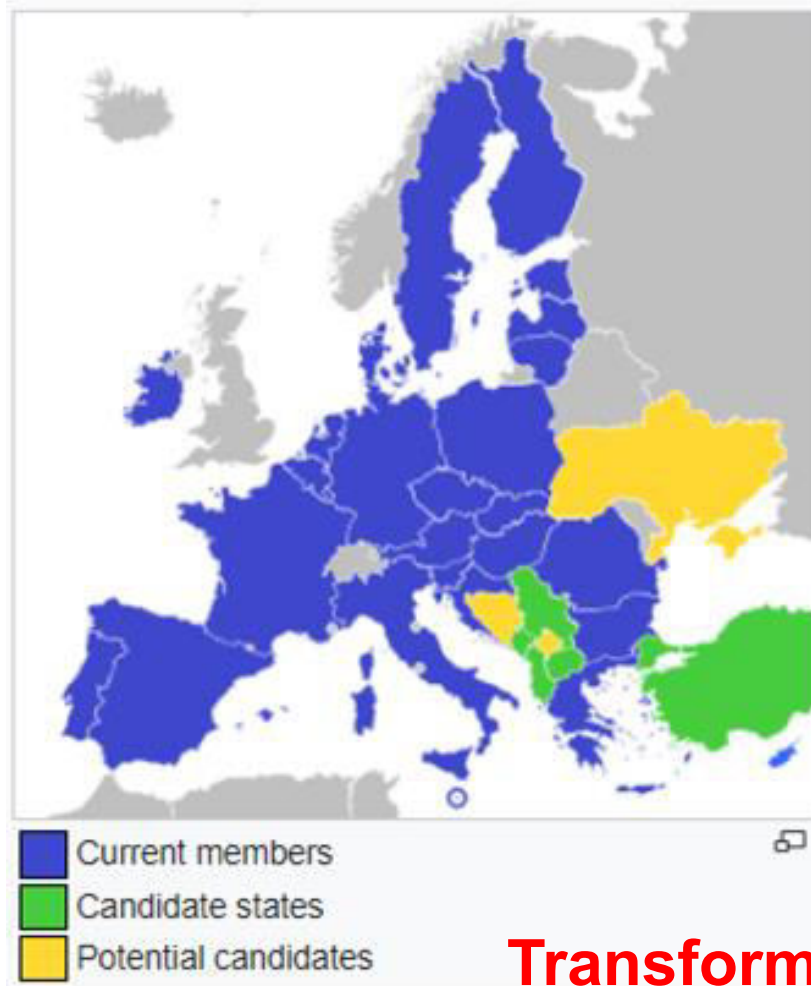 Current members
Candidate states
Potential candidates
Transform